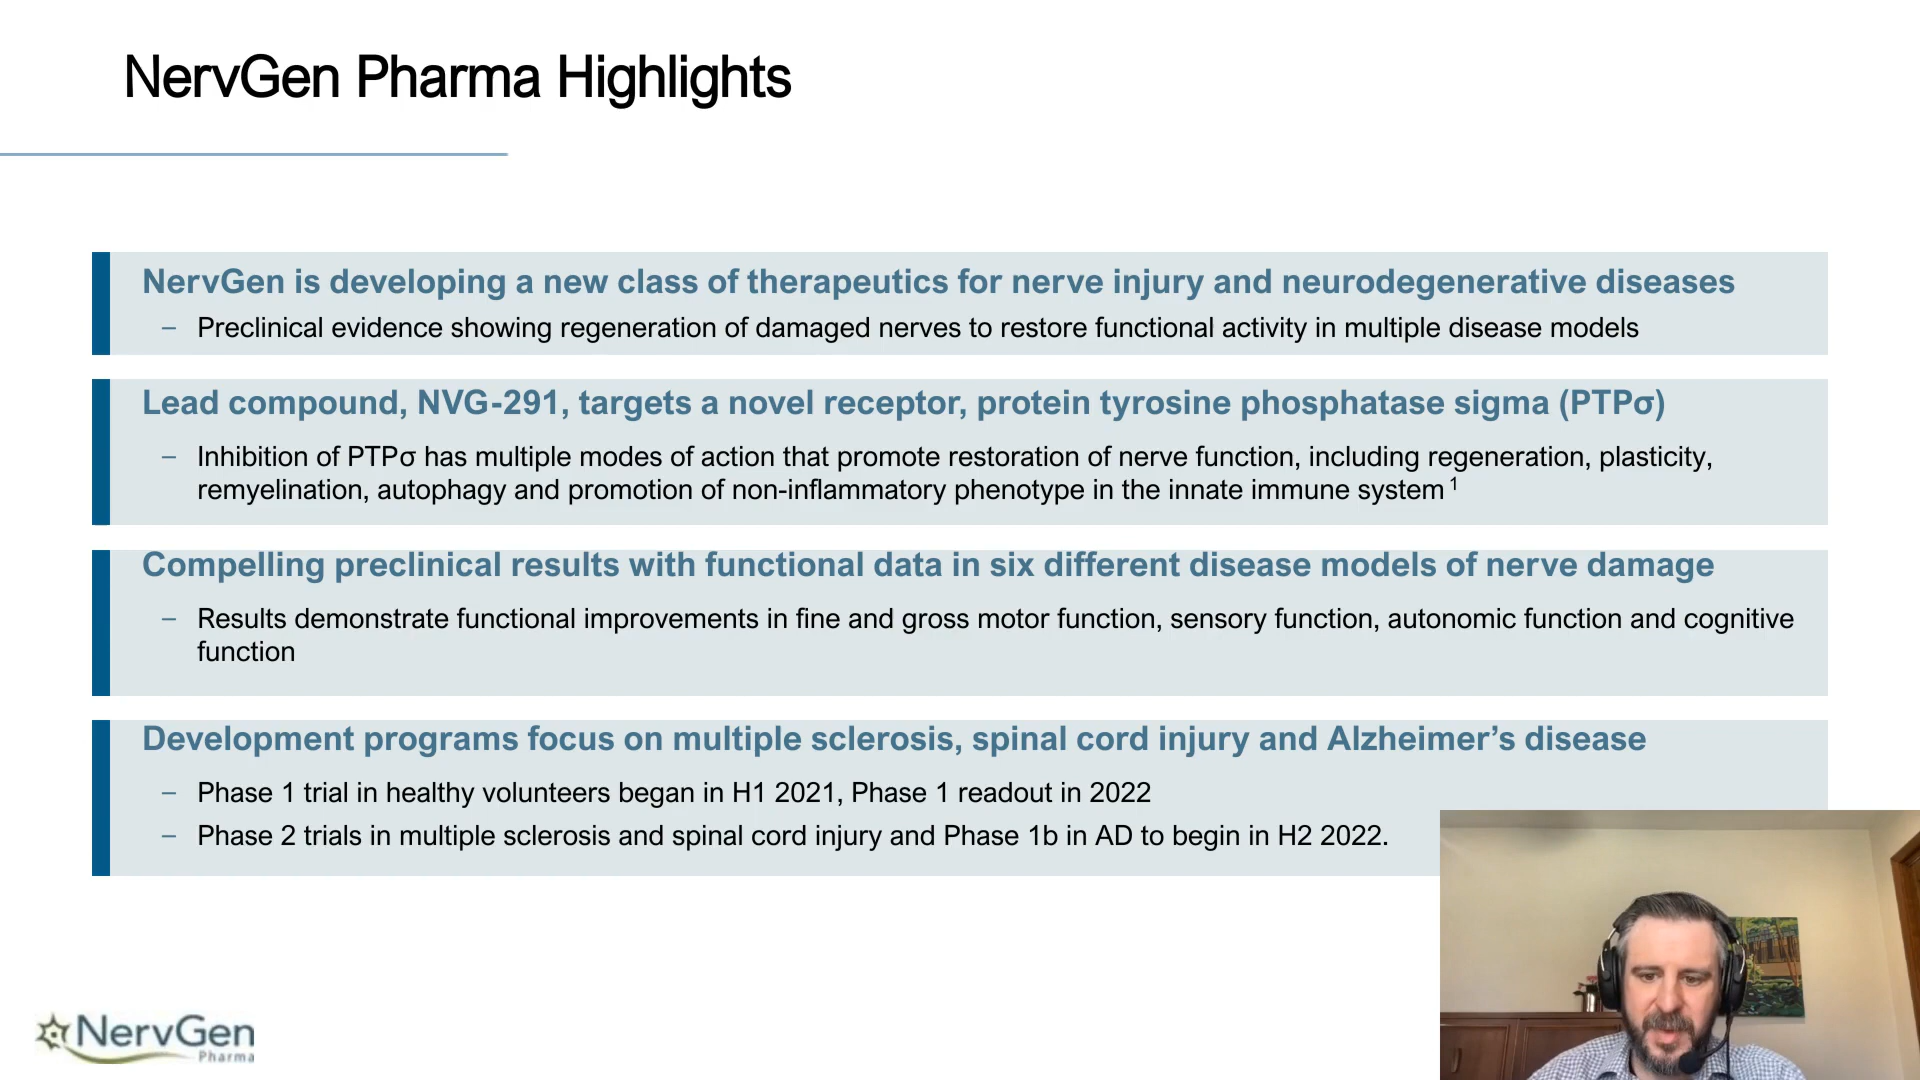 NervGen Pharma Highlights
NervGen is developing a new class of therapeutics for nerve injury and neurodegenerative diseases
– Preclinical evidence showing regeneration of damaged nerves to restore functional activity in multiple disease models
Lead compound, NVG-291, targets a novel receptor, protein tyrosine phosphatase sigma (PTPσ)
– Inhibition of PTPσ has multiple modes of action that promote restoration of nerve function, including regeneration, plasticity,
remyelination, autophagy and promotion of non-inflammatory phenotype in the innate immune system 1
Compelling preclinical results with functional data in six different disease models of nerve damage
– Results demonstrate functional improvements in fine and gross motor function, sensory function, autonomic function and cognitive
function
Development programs focus on multiple sclerosis, spinal cord injury and Alzheimer’s disease
– Phase 1 trial in healthy volunteers began in H1 2021, Phase 1 readout in 2022
– Phase 2 trials in multiple sclerosis and spinal cord injury and Phase 1b in AD to begin in H2 2022.
NervGen
Pharma